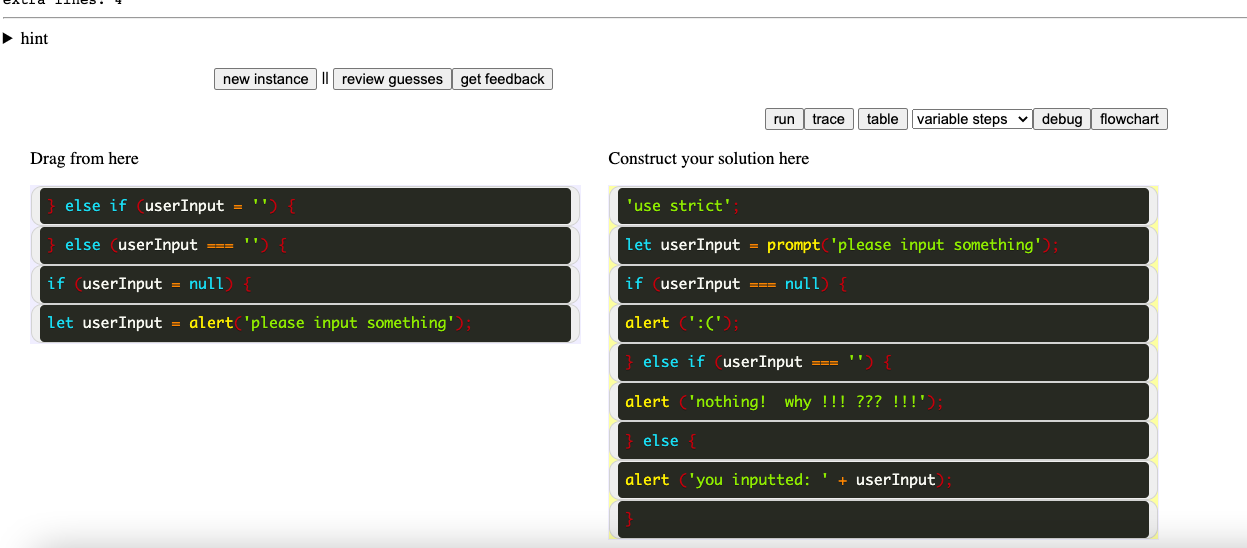 extra lines: 4
▶ hint
new instance || review guesses get feedback
run trace table variable steps debug flowchart
Drag from here
} else if (userInput = '') {
} else (userInput === '') {
if (userInput = null) {
let userInput = alert('please input something');
Construct your solution here
'use strict';
let userInput = prompt('please input something');
if (userInput === null) {
alert (':(');
} else if (userInput === '') {
alert ('nothing!  why !!! ??? !!!');
} else {
alert ('you inputted: ' + userInput);
}